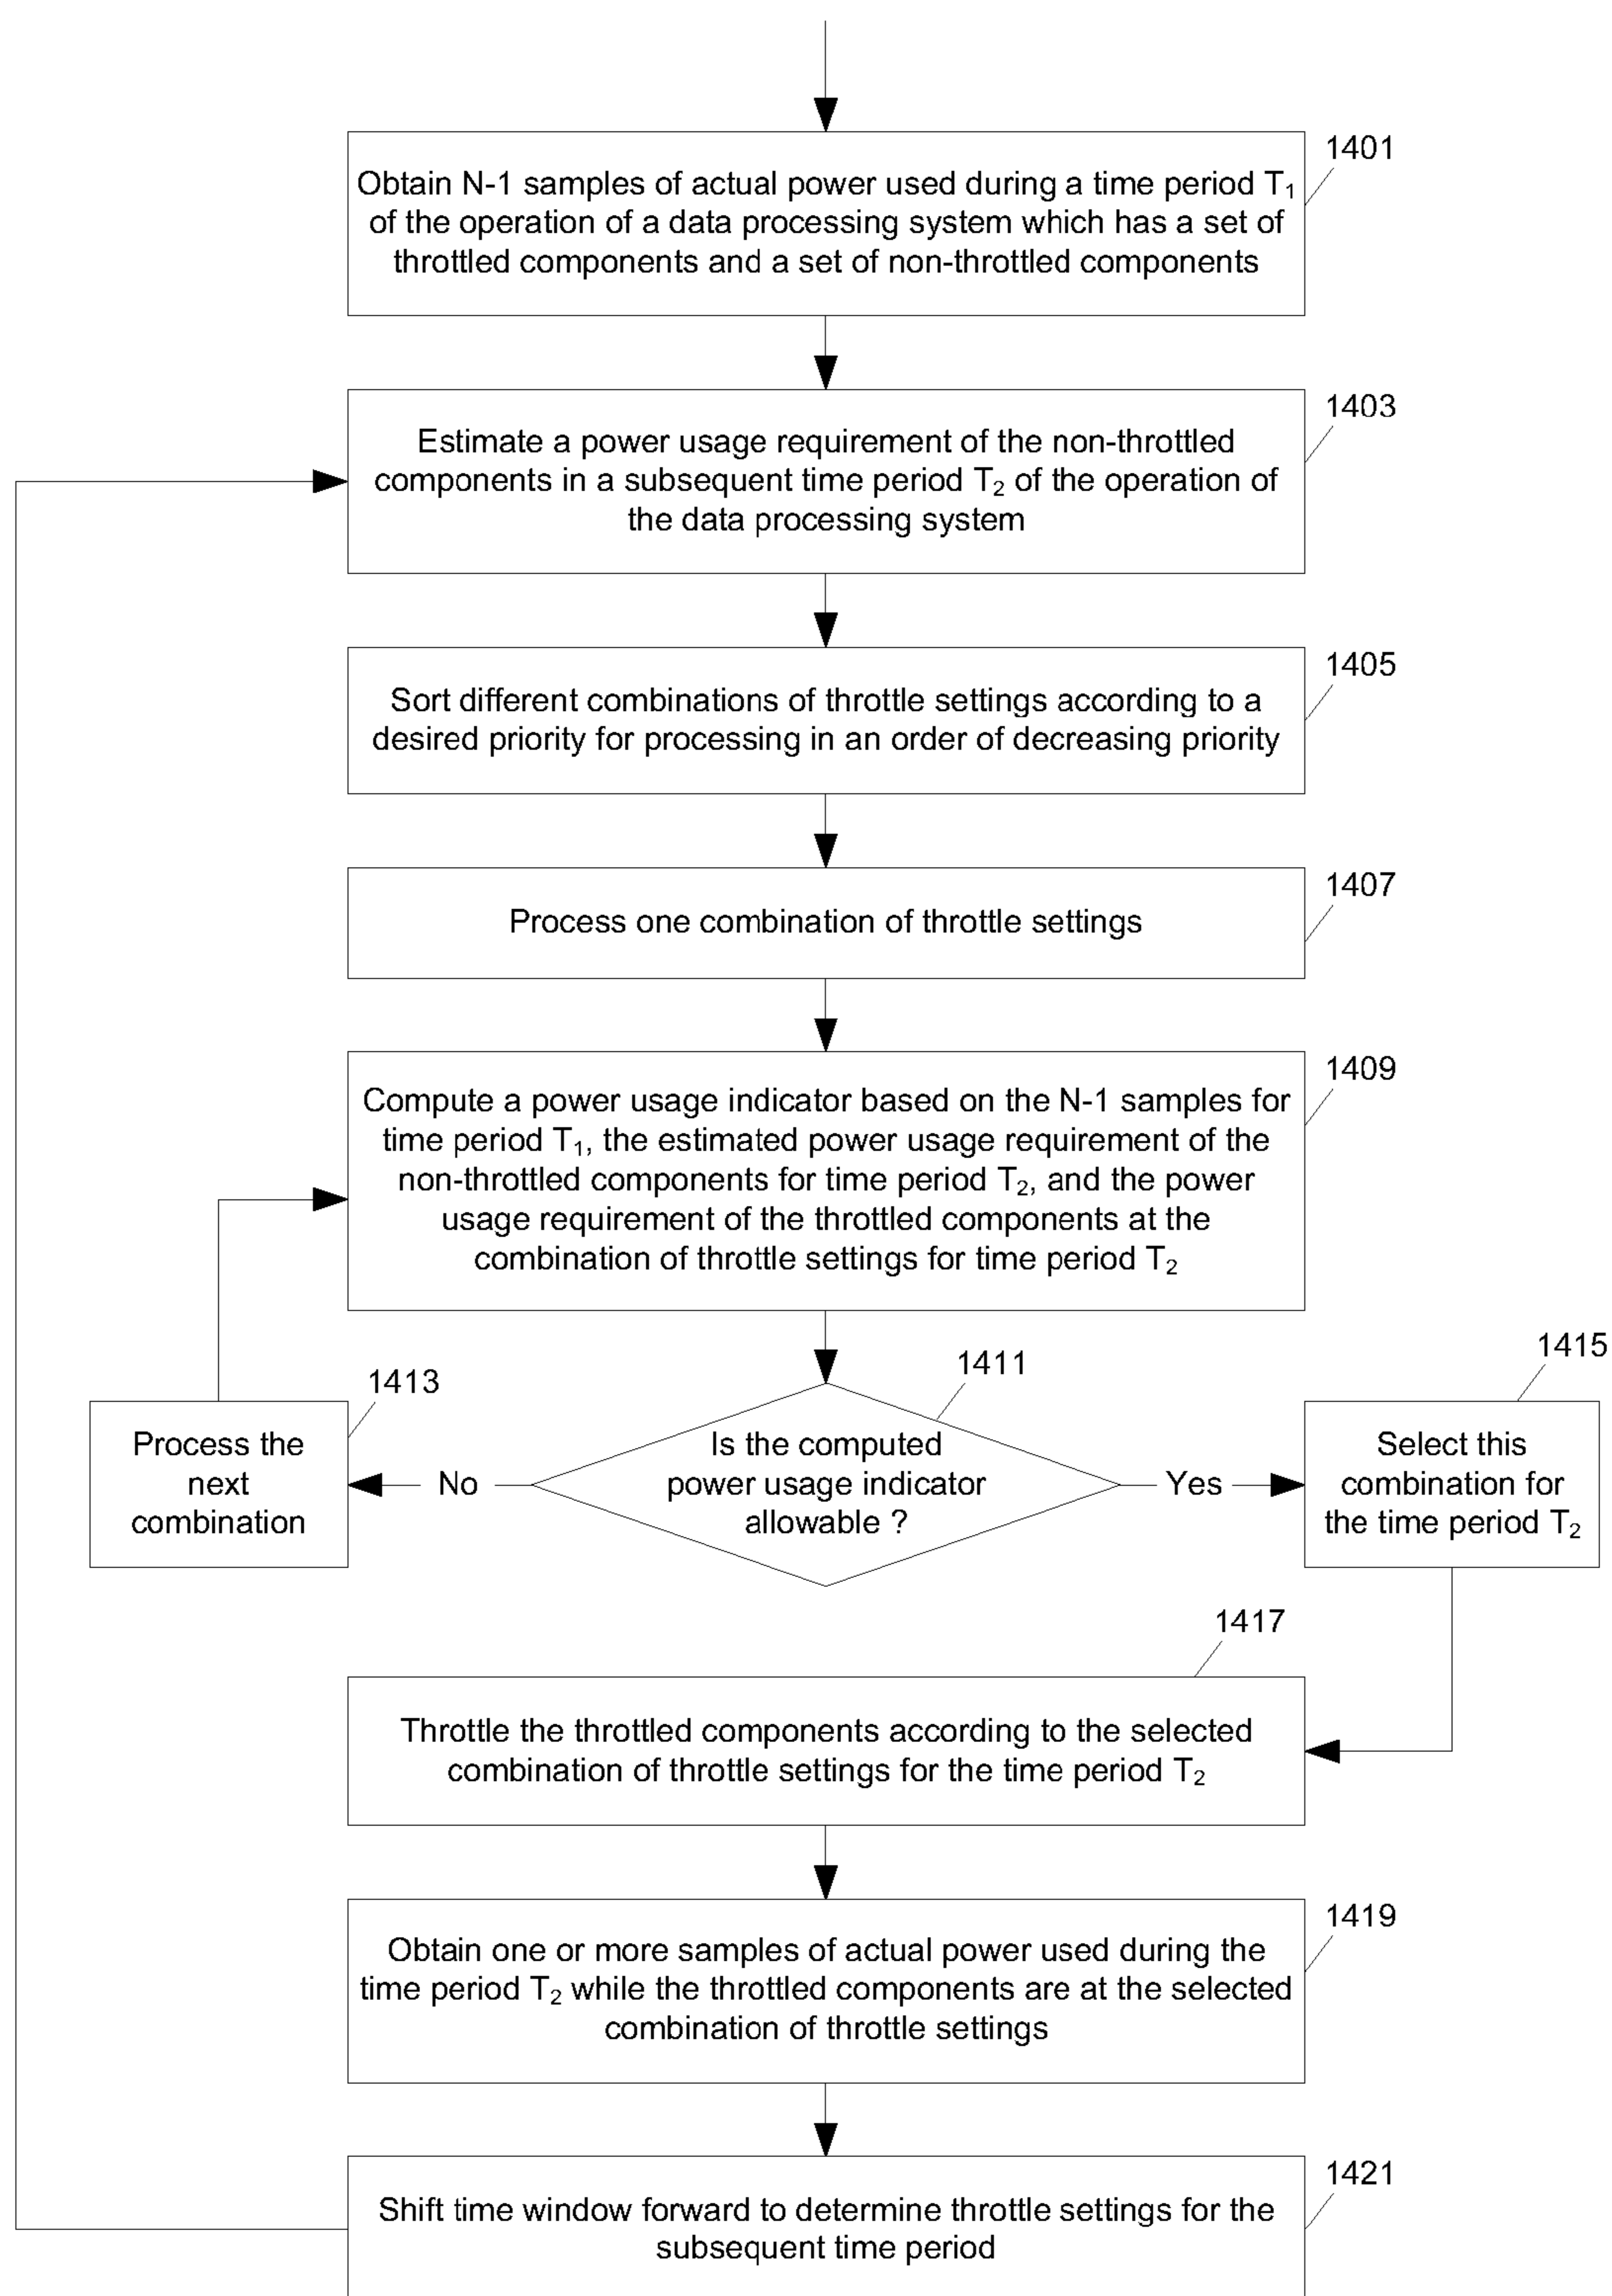 1401
Obtain N-1 samples of actual power used during a time period T₁
of the operation of a data processing system which has a set of
throttled components and a set of non-throttled components
1403
Estimate a power usage requirement of the non-throttled
components in a subsequent time period T₂ of the operation of
the data processing system
1405
Sort different combinations of throttle settings according to a
desired priority for processing in an order of decreasing priority
1407
Process one combination of throttle settings
1409
Compute a power usage indicator based on the N-1 samples for
time period T₁, the estimated power usage requirement of the
non-throttled components for time period T₂, and the power
usage requirement of the throttled components at the
combination of throttle settings for time period T₂
1413
Process the
next
combination
No
1411
Is the computed
power usage indicator
allowable ?
Yes
1415
Select this
combination for
the time period T₂
1417
Throttle the throttled components according to the selected
combination of throttle settings for the time period T₂
1419
Obtain one or more samples of actual power used during the
time period T₂ while the throttled components are at the selected
combination of throttle settings
1421
Shift time window forward to determine throttle settings for the
subsequent time period